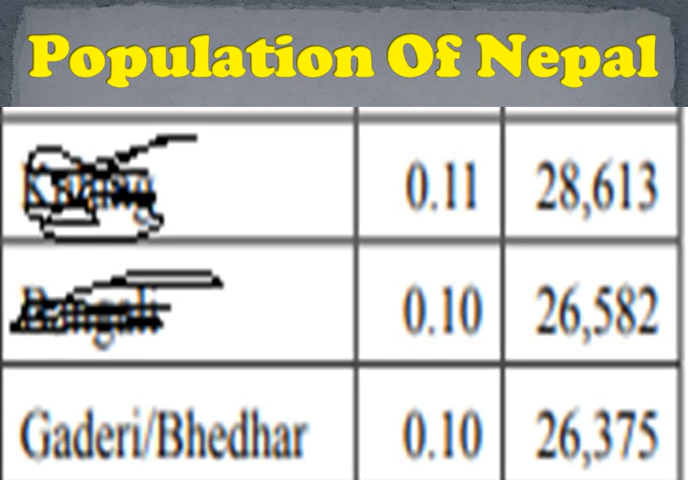 Population Of Nepal
0.11 28,613
0.10 26,582
Gaderi/Bhedhar 0.10 26,375